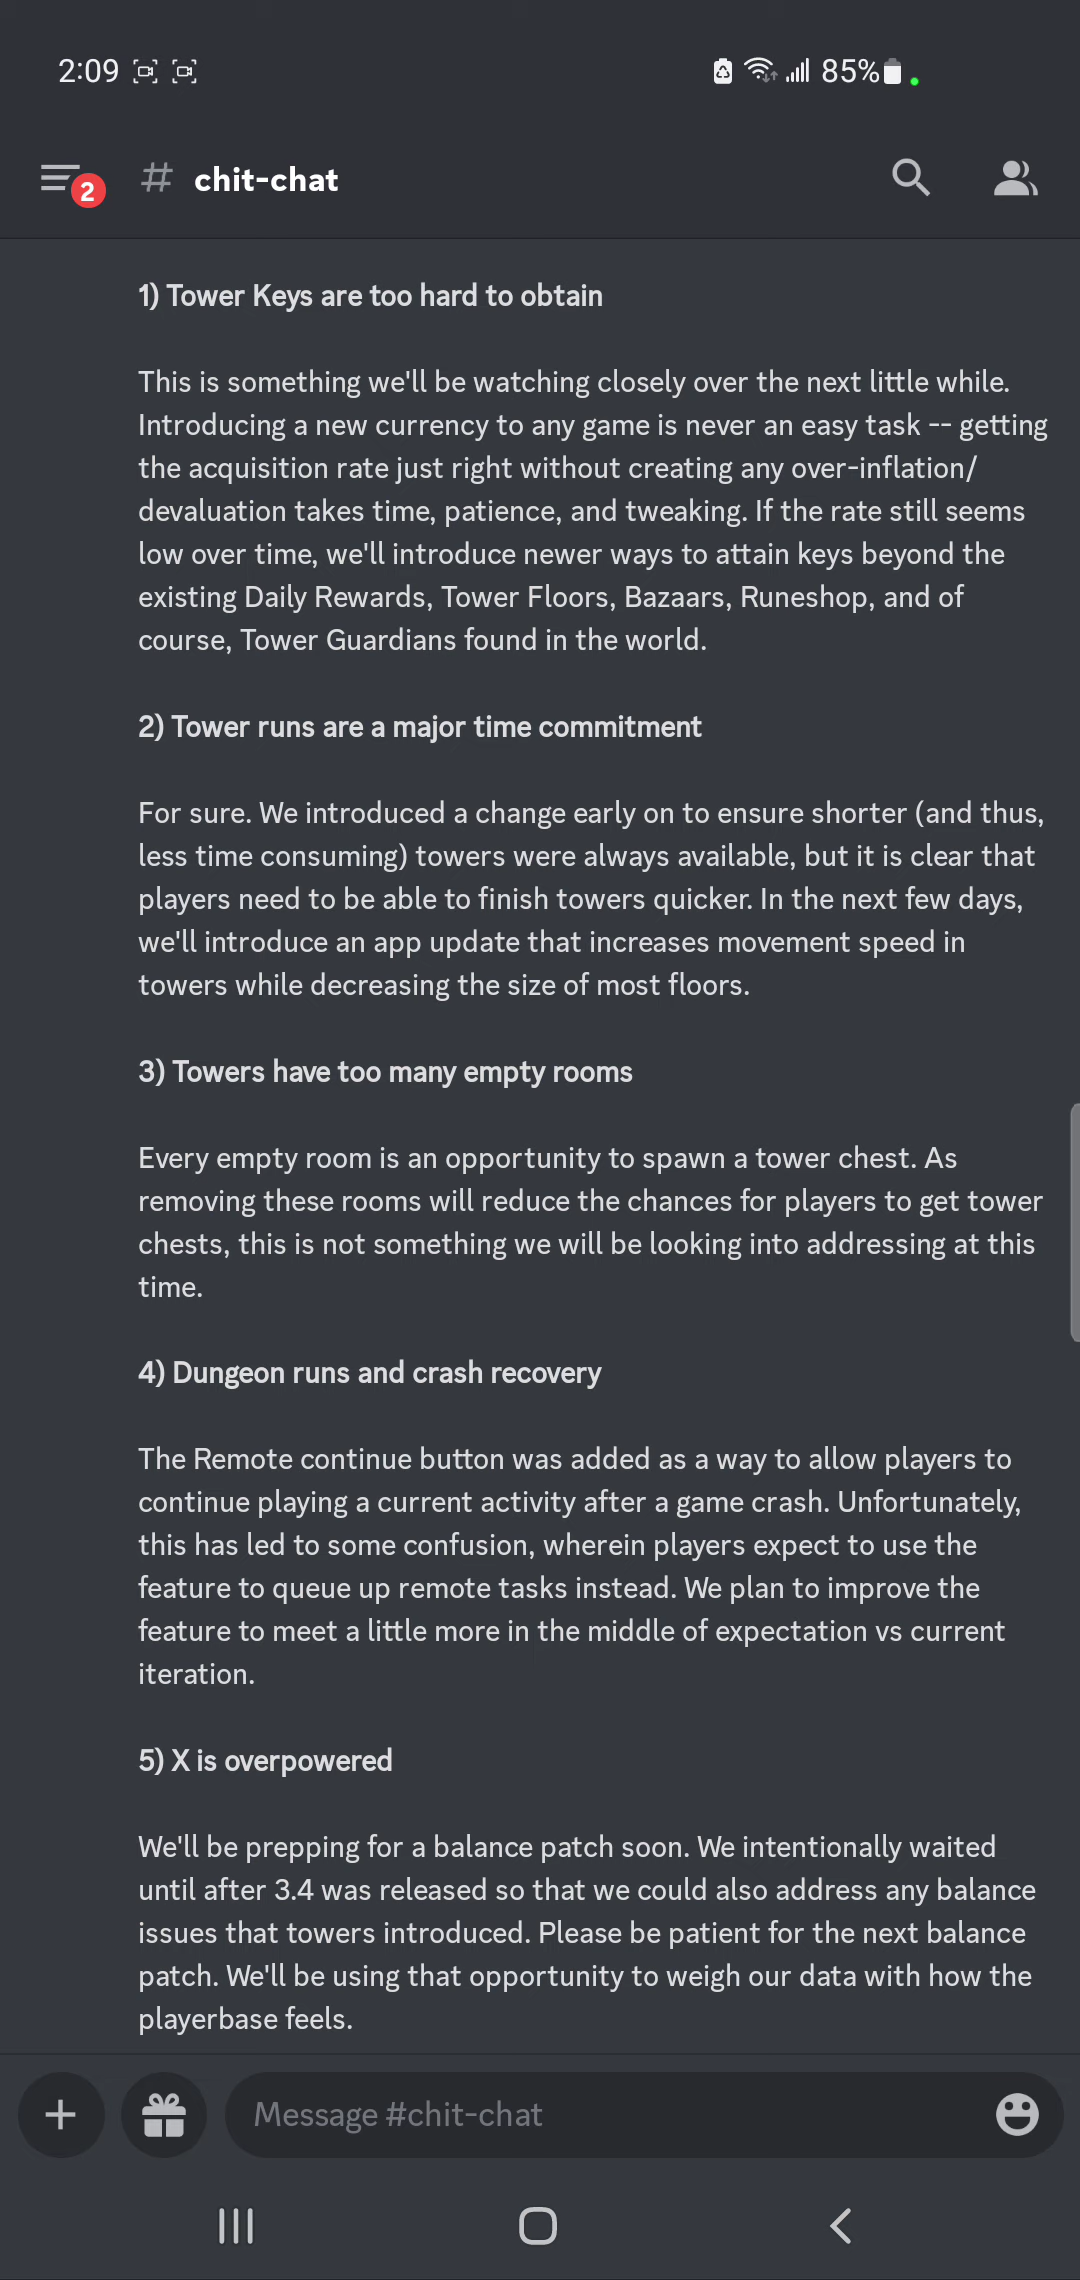 2:09
85%
2
# chit-chat
1) Tower Keys are too hard to obtain
This is something we'll be watching closely over the next little while.
Introducing a new currency to any game is never an easy task -- getting
the acquisition rate just right without creating any over-inflation/
devaluation takes time, patience, and tweaking. If the rate still seems
low over time, we'll introduce newer ways to attain keys beyond the
existing Daily Rewards, Tower Floors, Bazaars, Runeshop, and of
course, Tower Guardians found in the world.
2) Tower runs are a major time commitment
For sure. We introduced a change early on to ensure shorter (and thus,
less time consuming) towers were always available, but it is clear that
players need to be able to finish towers quicker. In the next few days,
we'll introduce an app update that increases movement speed in
towers while decreasing the size of most floors.
3) Towers have too many empty rooms
Every empty room is an opportunity to spawn a tower chest. As
removing these rooms will reduce the chances for players to get tower
chests, this is not something we will be looking into addressing at this
time.
4) Dungeon runs and crash recovery
The Remote continue button was added as a way to allow players to
continue playing a current activity after a game crash. Unfortunately,
this has led to some confusion, wherein players expect to use the
feature to queue up remote tasks instead. We plan to improve the
feature to meet a little more in the middle of expectation vs current
iteration.
5) X is overpowered
We'll be prepping for a balance patch soon. We intentionally waited
until after 3.4 was released so that we could also address any balance
issues that towers introduced. Please be patient for the next balance
patch. We'll be using that opportunity to weigh our data with how the
playerbase feels.
Message #chit-chat